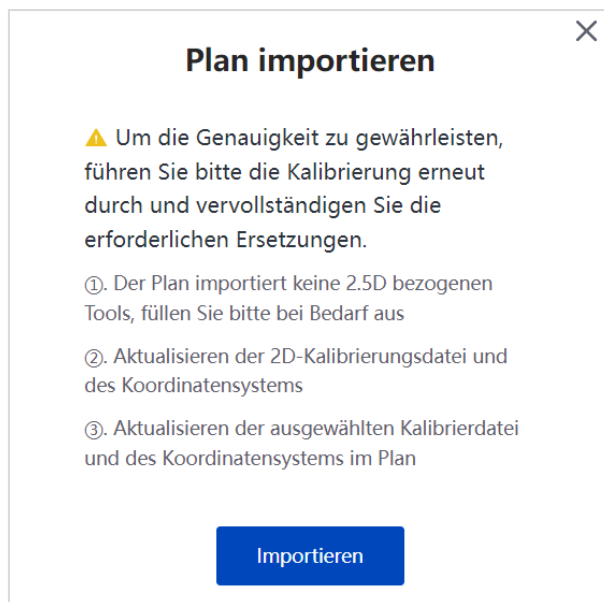 Plan importieren
Um die Genauigkeit zu gewährleisten,
führen Sie bitte die Kalibrierung erneut
durch und vervollständigen Sie die
erforderlichen Ersetzungen.
①. Der Plan importiert keine 2.5D bezogenen
Tools, füllen Sie bitte bei Bedarf aus
②. Aktualisieren der 2D-Kalibrierungsdatei und
des Koordinatensystems
③. Aktualisieren der ausgewählten Kalibrierdatei
und des Koordinatensystems im Plan
Importieren